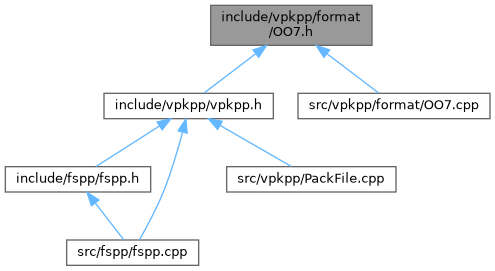 include/vpkpp/format
/OO7.h
include/vpkpp/vpkpp.h
src/vpkpp/format/OO7.cpp
include/fspp/fspp.h
src/vpkpp/PackFile.cpp
src/fspp/fspp.cpp